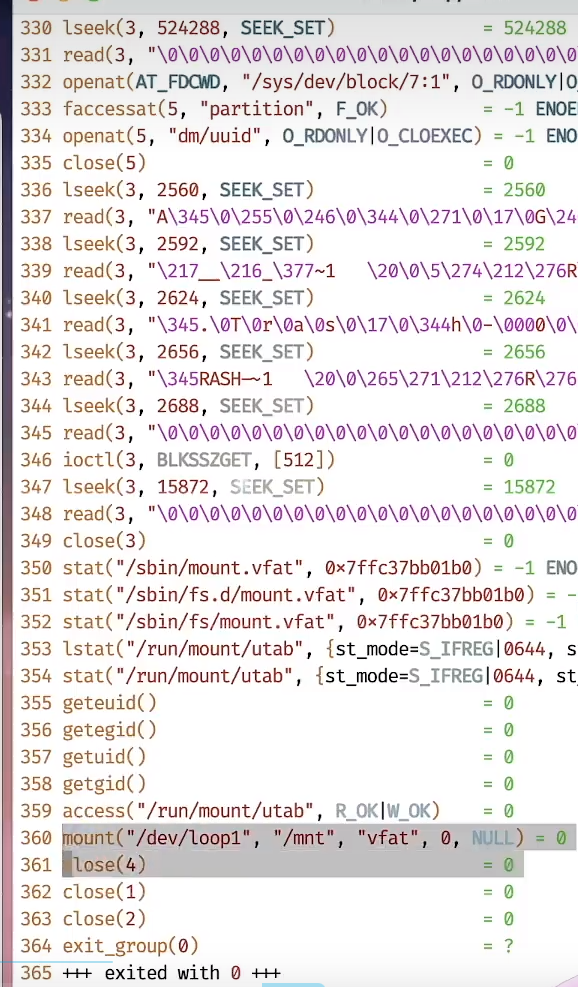 330 lseek(3, 524288, SEEK_SET) = 524288
331 read(3, "\0\0\0\0\0\0\0\0\0\0\0\0\0\0\0\0\0\0
332 openat(AT_FDCWD, "/sys/dev/block/7:1", O_RDONLY|O_
333 faccessat(5, "partition", F_OK) = -1 ENOE
334 openat(5, "dm/uuid", O_RDONLY|O_CLOEXEC) = -1 ENO
335 close(5) = 0
336 lseek(3, 2560, SEEK_SET) = 2560
337 read(3, "A\345\0\255\0\246\0\344\0\271\0\17\0G\24
338 lseek(3, 2592, SEEK_SET) = 2592
339 read(3, "\217__\216_\377~1 \20\0\5\274\212\276R
340 lseek(3, 2624, SEEK_SET) = 2624
341 read(3, "\345.\0T\0r\0a\0s\0\17\0\344h\0-\0000\0\
342 lseek(3, 2656, SEEK_SET) = 2656
343 read(3, "\345RASH-~1 \20\0\265\271\212\276R\276
344 lseek(3, 2688, SEEK_SET) = 2688
345 read(3, "\0\0\0\0\0\0\0\0\0\0\0\0\0\0\0\0\0\0
346 ioctl(3, BLKSSZGET, [512]) = 0
347 lseek(3, 15872, SEEK_SET) = 15872
348 read(3, "\0\0\0\0\0\0\0\0\0\0\0\0\0\0\0\0\0\0
349 close(3) = 0
350 stat("/sbin/mount.vfat", 0x7ffc37bb01b0) = -1 ENO
351 stat("/sbin/fs.d/mount.vfat", 0x7ffc37bb01b0) = -
352 stat("/sbin/fs/mount.vfat", 0x7ffc37bb01b0) = -1
353 lstat("/run/mount/utab", {st_mode=S_IFREG|0644, s
354 stat("/run/mount/utab", {st_mode=S_IFREG|0644, st_
355 geteuid() = 0
356 getegid() = 0
357 getuid() = 0
358 getgid() = 0
359 access("/run/mount/utab", R_OK|W_OK) = 0
360 mount("/dev/loop1", "/mnt", "vfat", 0, NULL) = 0
361 lose(4) = 0
362 close(1) = 0
363 close(2) = 0
364 exit_group(0) = ?
365 +++ exited with 0 +++